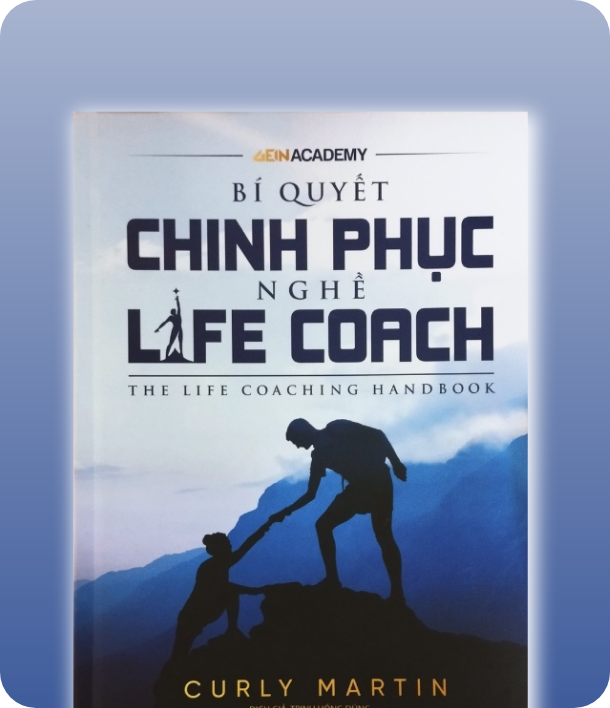 GEIN ACADEMY
BÍ QUYẾT
CHINH PHỤC
NGHỀ
LIFE COACH
THE LIFE COACHING HANDBOOK
CURLY MARTIN